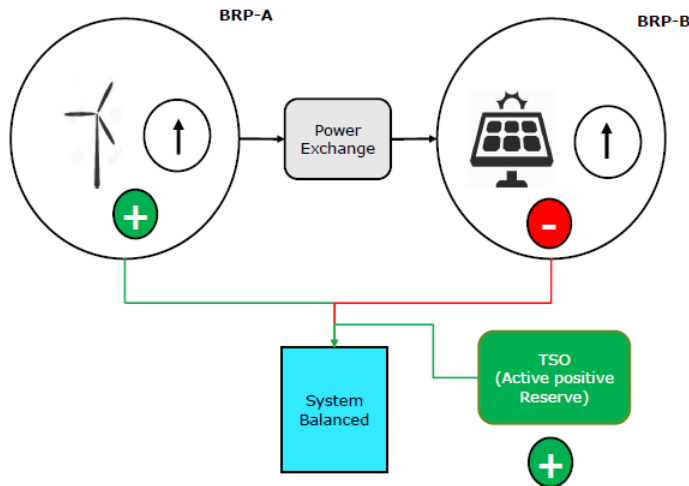 BRP-A
BRP-B
Power
Exchange
+
-
System
Balanced
TSO
(Active positive
Reserve)
+